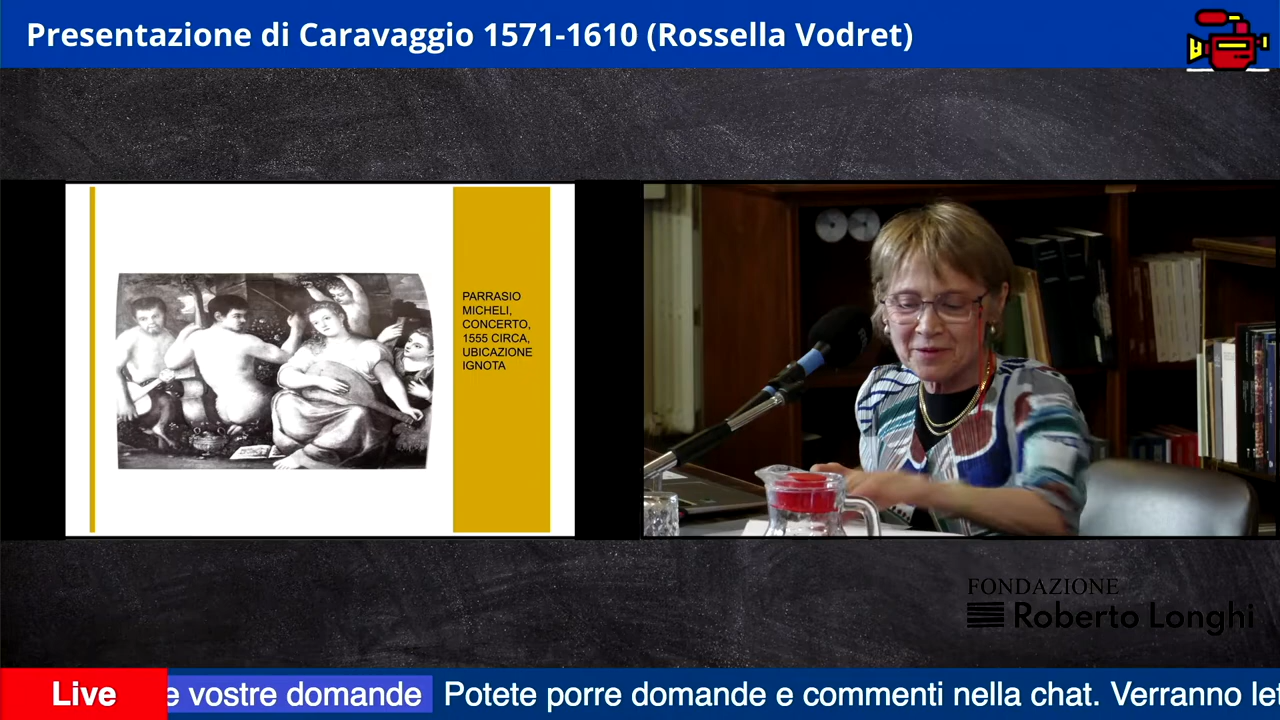 Presentazione di Caravaggio 1571-1610 (Rossella Vodret)
PARRASIO
MICHELI,
CONCERTO,
1555 CIRCA,
UBICAZIONE
IGNOTA
FONDAZIONE
Roberto Longhi
Live
e vostre domande
Potete porre domande e commenti nella chat. Verranno let